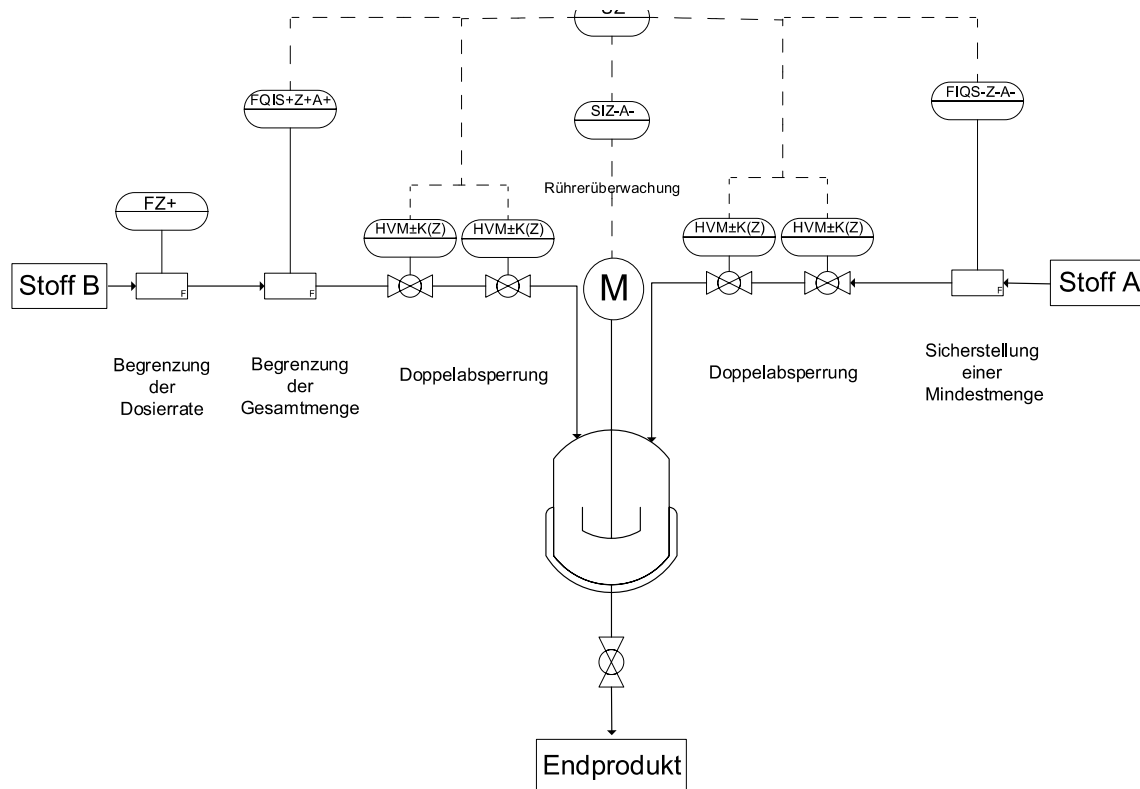 FQIS+Z+A+
SIZ-A-
FIQS-Z-A-
Rührerüberwachung
FZ+
HVM±K(Z)
HVM±K(Z)
HVM±K(Z)
HVM±K(Z)
Stoff B
F
F
M
F
Stoff A
Begrenzung
der
Dosierrate
Begrenzung
der
Gesamtmenge
Doppelabsperrung
Doppelabsperrung
Sicherstellung
einer
Mindestmenge
Endprodukt